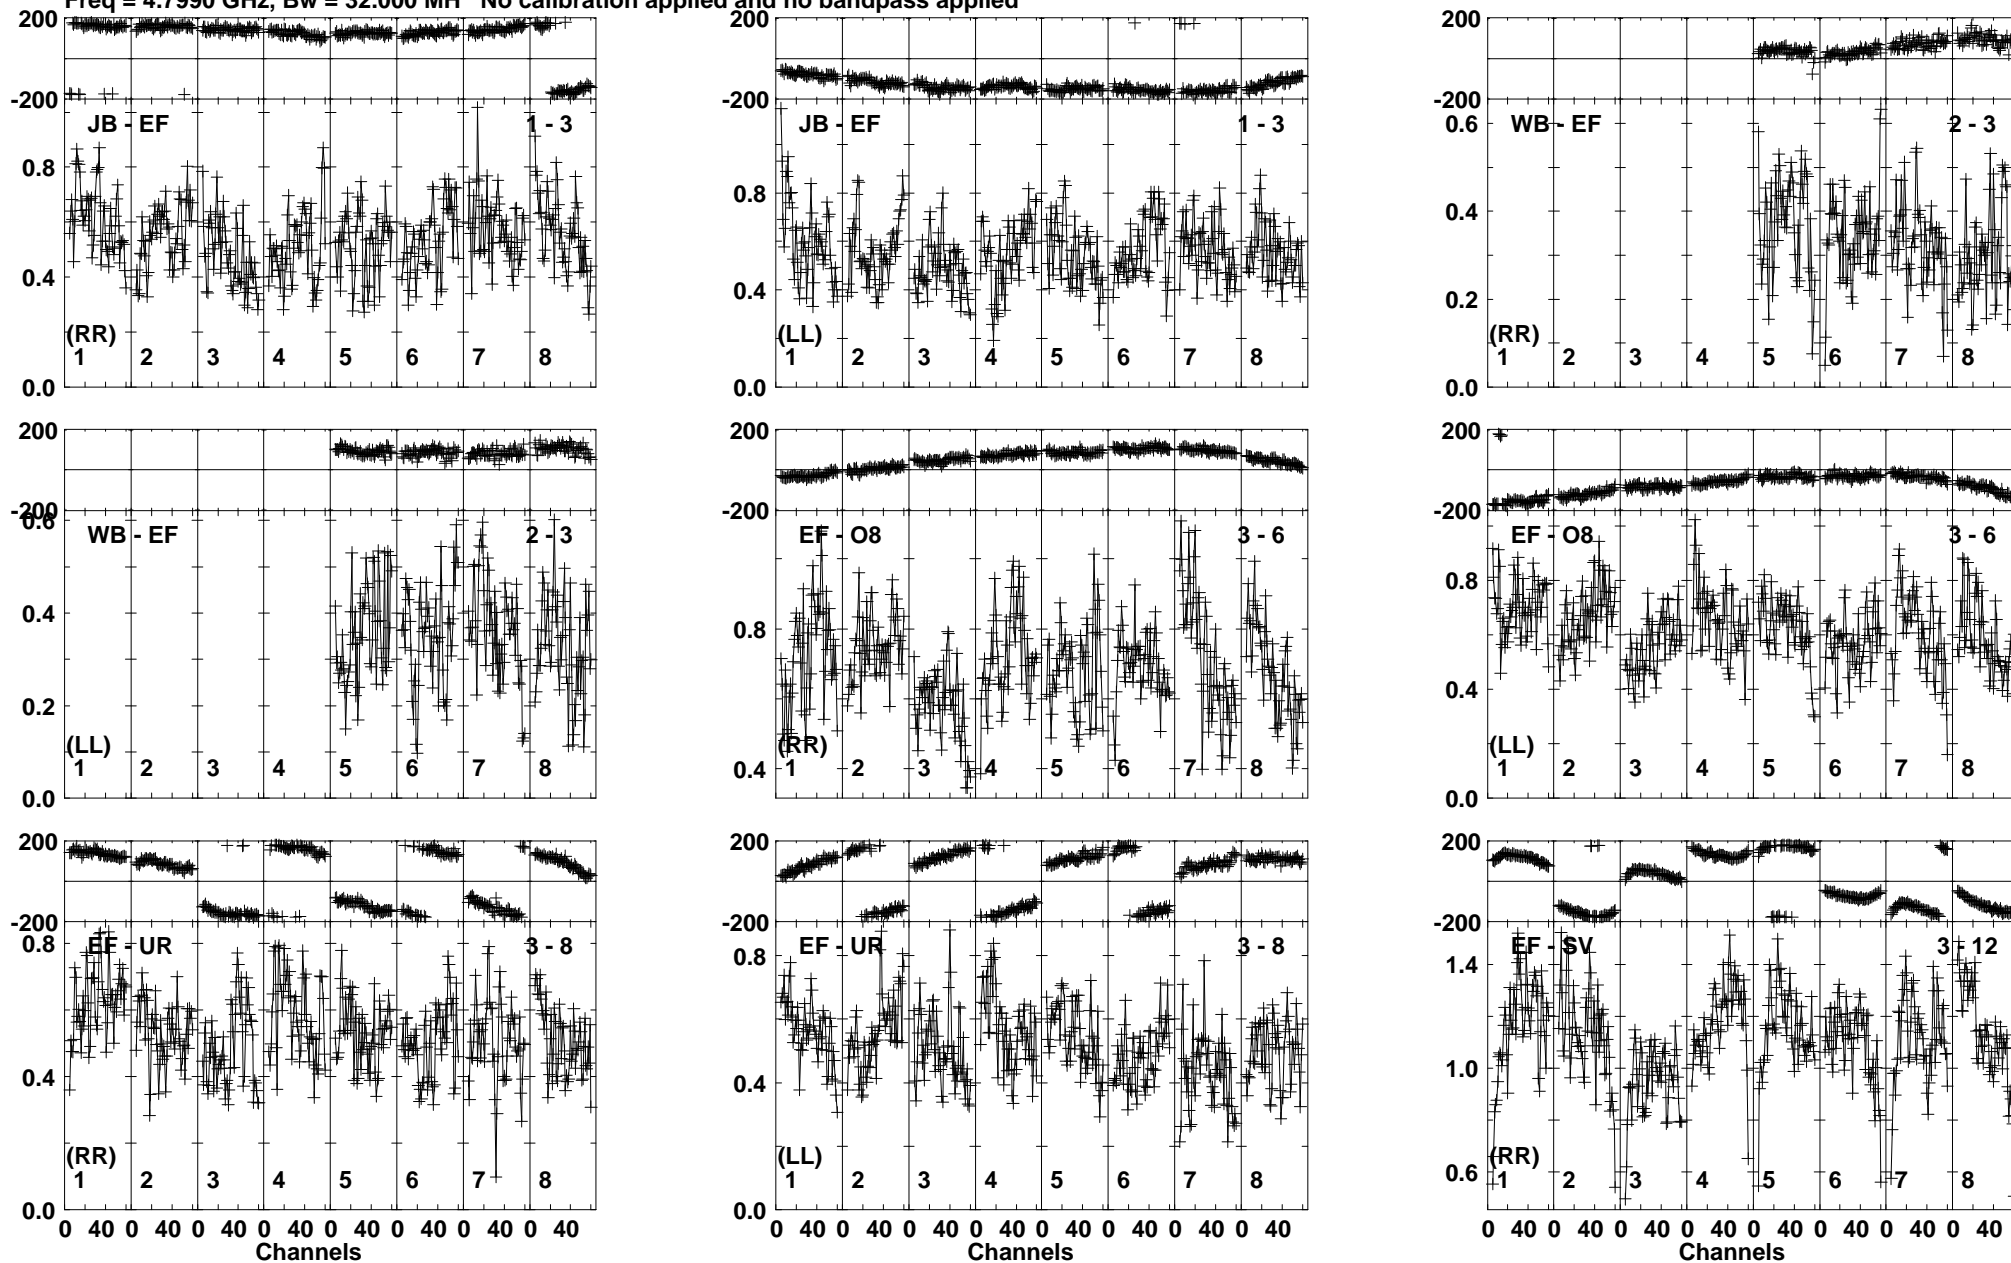 Freq = 4.7990 GHz, Bw = 32.000 MH No calibration applied and no bandpass applied
200 200 200
-200 -200 -200
JB - EF 1 - 3 JB - EF 1 - 3 WB - EF 2 - 3
0.8 0.8 0.6
0.4 0.4 0.4
0.2
(RR) (LL) (RR)
1 2 3 4 5 6 7 8 1 2 3 4 5 6 7 8 1 2 3 4 5 6 7 8
0.0 0.0 0.0
200 200 200
-200 -200 -200
0.6
WB - EF 2 - 3 EF - O8 3 - 6 EF - O8 3 - 6
0.4 0.8 0.8
0.2 0.4 0.4
(LL) (RR) (LL)
1 2 3 4 5 6 7 8 1 2 3 4 5 6 7 8 1 2 3 4 5 6 7 8
0.0 0.0
200 200 200
-200 -200 -200
EF - UR 3 - 8 EF - UR 3 - 8 EF - SV 3 - 12
0.8 0.8 1.4
0.4 0.4 1.0
0.6
(RR) (LL) (RR)
1 2 3 4 5 6 7 8 1 2 3 4 5 6 7 8 1 2 3 4 5 6 7 8
0.0 0.0
0 40 0 40 0 40 0 40 0 40 0 40 0 40 0 40 0 40 0 40 0 40 0 40 0 40 0 40 0 40 0 40 0 40 0 40 0 40 0 40 0 40 0 40 0 40 0 40
Channels Channels Channels